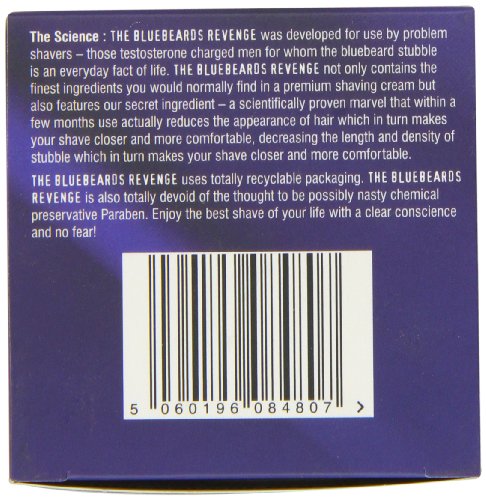 The Science : THE BLUEBEARDS REVENGE was developed for use by problem
shavers – those testosterone charged men for whom the bluebeard stubble
is an everyday fact of life. THE BLUEBEARDS REVENGE not only contains the
finest ingredients you would normally find in a premium shaving cream but
also features our secret ingredient – a scientifically proven marvel that within a
few months use actually reduces the appearance of hair which in turn makes
your shave closer and more comfortable, decreasing the length and density of
stubble which in turn makes your shave closer and more comfortable.
THE BLUEBEARDS REVENGE uses totally recyclable packaging. THE BLUEBEARDS
REVENGE is also totally devoid of the thought to be possibly nasty chemical
preservative Paraben. Enjoy the best shave of your life with a clear conscience
and no fear!
5 060196 084807 >